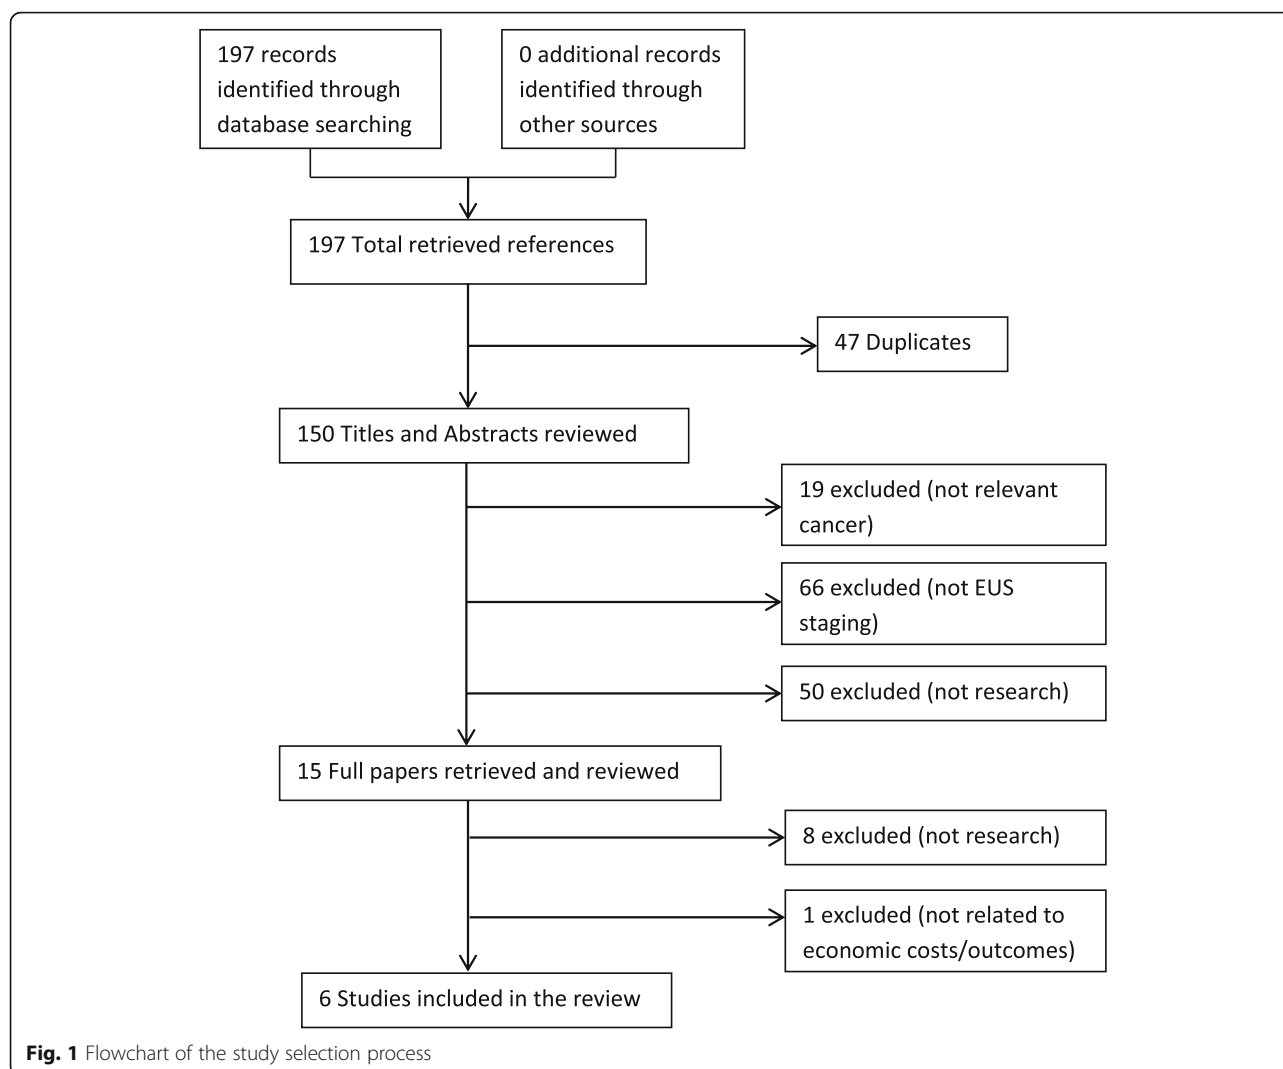 197 records
identified through
database searching
0 additional records
identified through
other sources
197 Total retrieved references
47 Duplicates
150 Titles and Abstracts reviewed
19 excluded (not relevant
cancer)
66 excluded (not EUS
staging)
50 excluded (not research)
15 Full papers retrieved and reviewed
8 excluded (not research)
1 excluded (not related to
economic costs/outcomes)
6 Studies included in the review
Fig. 1 Flowchart of the study selection process